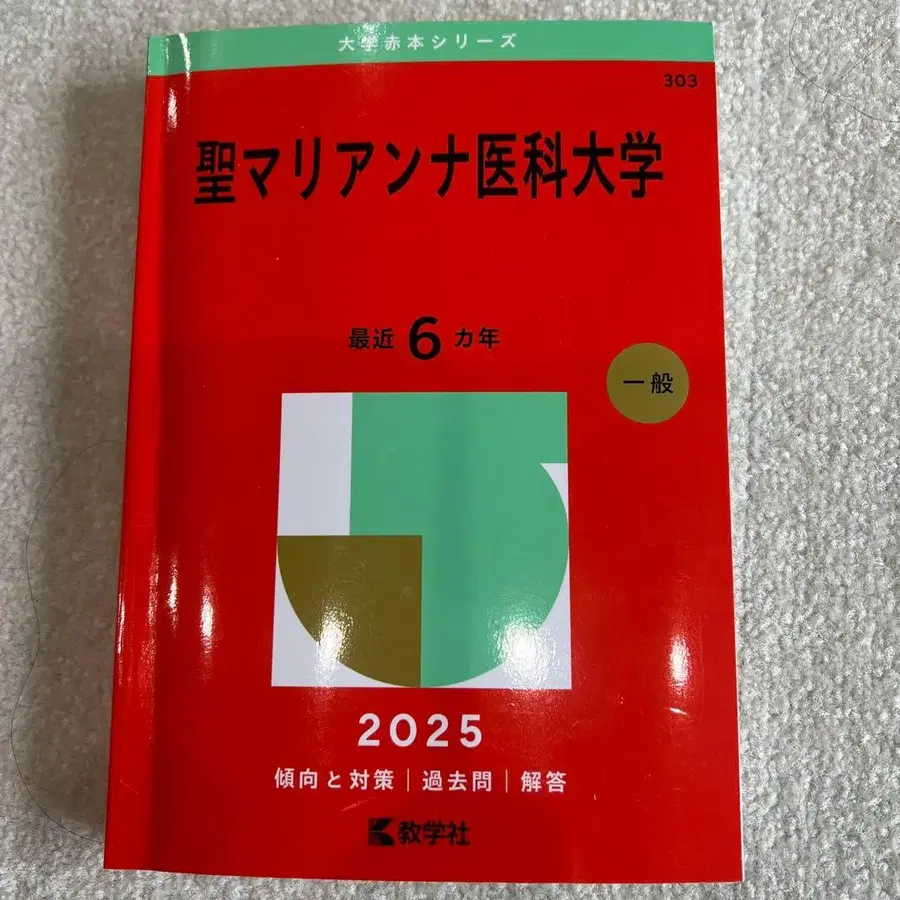 大学赤本シリーズ
303
聖マリアンナ医科大学
最近 6 カ年
一般
2025
傾向と対策｜過去問｜解答
教学社